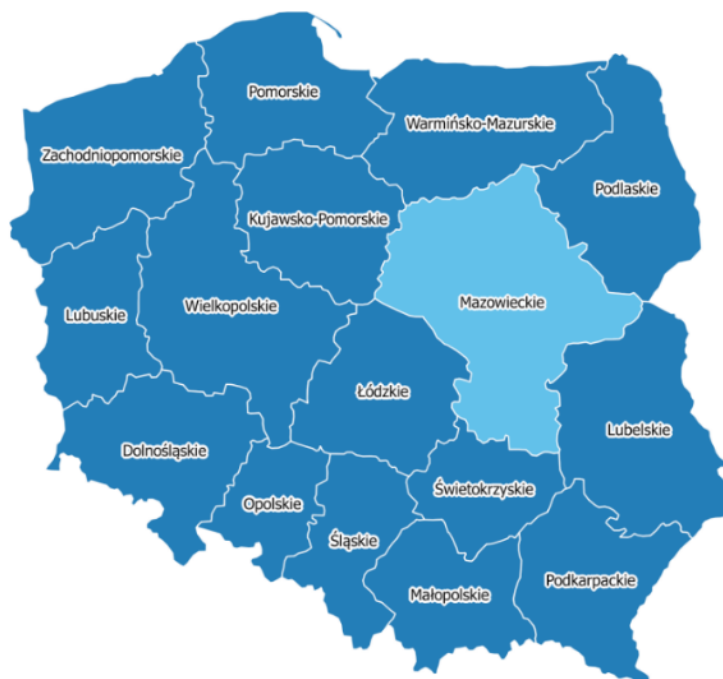 Pomorskie
Warmińsko-Mazurskie
Zachodniopomorskie
Podlaskie
Kujawsko-Pomorskie
Mazowieckie
Wielkopolskie
Lubuskie
Łódzkie
Lubelskie
Dolnośląskie
Świetokrzyskie
Opolskie
Śląskie
Podkarpackie
Małopolskie